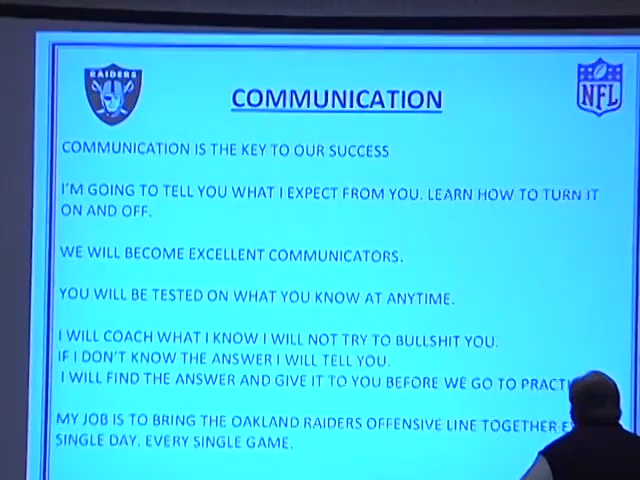 RAIDERS
NFL
COMMUNICATION
COMMUNICATION IS THE KEY TO OUR SUCCESS
I'M GOING TO TELL YOU WHAT I EXPECT FROM YOU. LEARN HOW TO TURN IT
ON AND OFF.
WE WILL BECOME EXCELLENT COMMUNICATORS.
YOU WILL BE TESTED ON WHAT YOU KNOW AT ANYTIME.
I WILL COACH WHAT I KNOW I WILL NOT TRY TO BULLSHIT YOU.
IF I DON'T KNOW THE ANSWER I WILL TELL YOU.
I WILL FIND THE ANSWER AND GIVE IT TO YOU BEFORE WE GO TO
MY JOB IS TO BRING THE OAKLAND RAIDERS OFFENSIVE LINE TOGETHER
SINGLE DAY. EVERY SINGLE GAME.